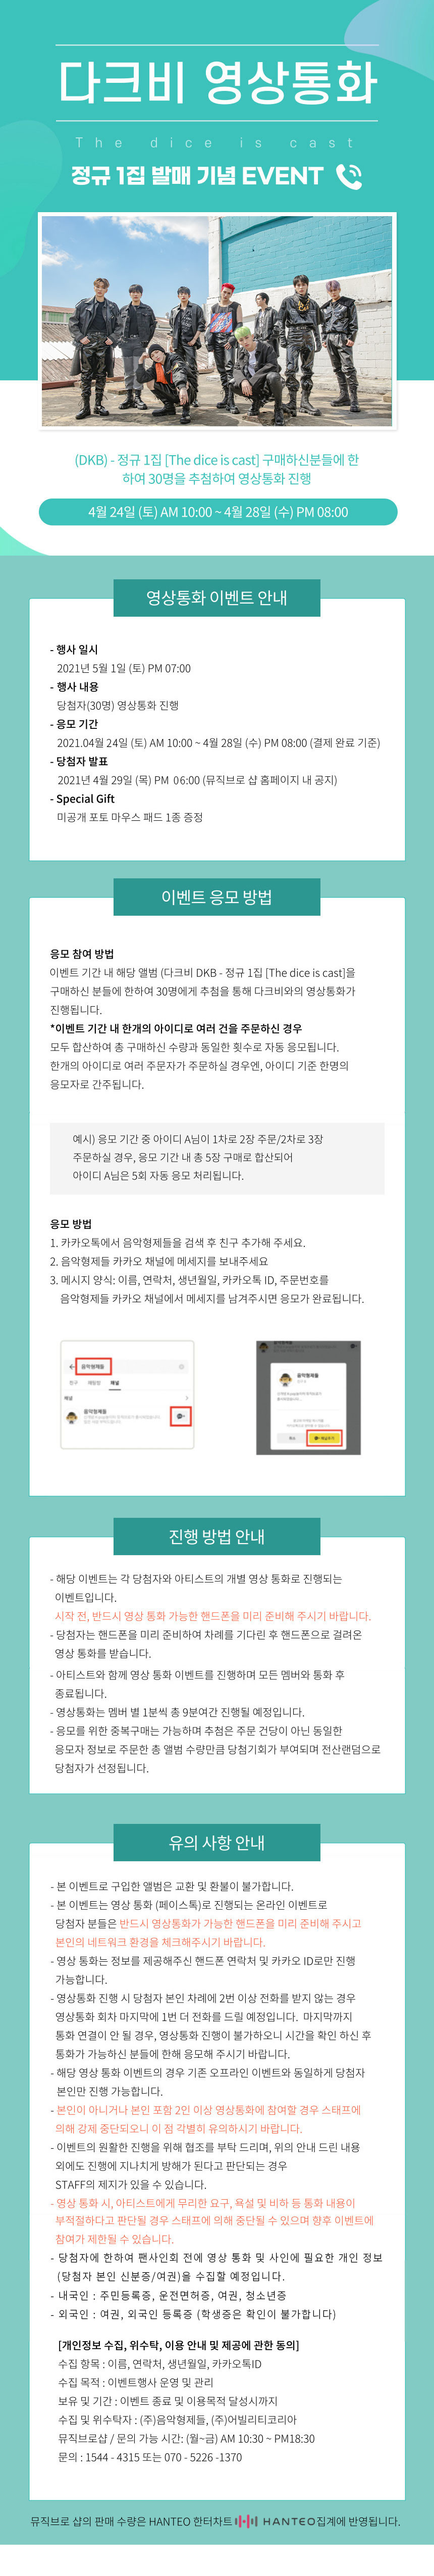 다크비 영상통화
The dice is cast
정규 1집 발매 기념 EVENT
(DKB) - 정규 1집 [The dice is cast] 구매하신분들에 한
하여 30명을 추첨하여 영상통화 진행
4월 24일 (토) AM 10:00 ~ 4월 28일 (수) PM 08:00
영상통화 이벤트 안내
- 행사 일시
2021년 5월 1일 (토) PM 07:00
- 행사 내용
당첨자(30명) 영상통화 진행
- 응모 기간
2021.04월 24일 (토) AM 10:00 ~ 4월 28일 (수) PM 08:00 (결제 완료 기준)
- 당첨자 발표
2021년 4월 29일 (목) PM 06:00 (뮤직브로 샵 홈페이지 내 공지)
- Special Gift
미공개 포토 마우스 패드 1종 증정
이벤트 응모 방법
응모 참여 방법
이벤트 기간 내 해당 앨범 (다크비 DKB - 정규 1집 [The dice is cast]을
구매하신 분들에 한하여 30명에게 추첨을 통해 다크비와의 영상통화가
진행됩니다.
*이벤트 기간 내 한개의 아이디로 여러 건을 주문하신 경우
모두 합산하여 총 구매하신 수량과 동일한 횟수로 자동 응모됩니다.
한개의 아이디로 여러 주문자가 주문하실 경우엔, 아이디 기준 한명의
응모자로 간주됩니다.
예시) 응모 기간 중 아이디 A님이 1차로 2장 주문/2차로 3장
주문하실 경우, 응모 기간 내 총 5장 구매로 합산되어
아이디 A님은 5회 자동 응모 처리됩니다.
응모 방법
1. 카카오톡에서 음악형제들을 검색 후 친구 추가해 주세요.
2. 음악형제들 카카오 채널에 메세지를 보내주세요
3. 메시지 양식: 이름, 연락처, 생년월일, 카카오톡 ID, 주문번호를
음악형제들 카카오 채널에서 메세지를 남겨주시면 응모가 완료됩니다.
음악형제들
채널
음악형제들
음악형제들
진행 방법 안내
- 해당 이벤트는 각 당첨자와 아티스트의 개별 영상 통화로 진행되는
이벤트입니다.
시작 전, 반드시 영상 통화 가능한 핸드폰을 미리 준비해 주시기 바랍니다.
- 당첨자는 핸드폰을 미리 준비하여 차례를 기다린 후 핸드폰으로 걸려온
영상 통화를 받습니다.
- 아티스트와 함께 영상 통화 이벤트를 진행하며 모든 멤버와 통화 후
종료됩니다.
- 영상통화는 멤버 별 1분씩 총 9분여간 진행될 예정입니다.
- 응모를 위한 중복구매는 가능하며 추첨은 주문 건당이 아닌 동일한
응모자 정보로 주문한 총 앨범 수량만큼 당첨기회가 부여되며 전산랜덤으로
당첨자가 선정됩니다.
유의 사항 안내
- 본 이벤트로 구입한 앨범은 교환 및 환불이 불가합니다.
- 본 이벤트는 영상 통화 (페이스톡)로 진행되는 온라인 이벤트로
당첨자 분들은 반드시 영상통화가 가능한 핸드폰을 미리 준비해 주시고
본인의 네트워크 환경을 체크해주시기 바랍니다.
- 영상 통화는 정보를 제공해주신 핸드폰 연락처 및 카카오 ID로만 진행
가능합니다.
- 영상통화 진행 시 당첨자 본인 차례에 2번 이상 전화를 받지 않는 경우
영상통화 회차 마지막에 1번 더 전화를 드릴 예정입니다. 마지막까지
통화 연결이 안 될 경우, 영상통화 진행이 불가하오니 시간을 확인 하신 후
통화가 가능하신 분들에 한해 응모해 주시기 바랍니다.
- 해당 영상 통화 이벤트의 경우 기존 오프라인 이벤트와 동일하게 당첨자
본인만 진행 가능합니다.
- 본인이 아니거나 본인 포함 2인 이상 영상통화에 참여할 경우 스태프에
의해 강제 중단되오니 이 점 각별히 유의하시기 바랍니다.
- 이벤트의 원활한 진행을 위해 협조를 부탁 드리며, 위의 안내 드린 내용
외에도 진행에 지나치게 방해가 된다고 판단되는 경우
STAFF의 제지가 있을 수 있습니다.
- 영상 통화 시, 아티스트에게 무리한 요구, 욕설 및 비하 등 통화 내용이
부적절하다고 판단될 경우 스태프에 의해 중단될 수 있으며 향후 이벤트에
참여가 제한될 수 있습니다.
- 당첨자에 한하여 팬사인회 전에 영상 통화 및 사인에 필요한 개인 정보
(당첨자 본인 신분증/여권)을 수집할 예정입니다.
- 내국인 : 주민등록증, 운전면허증, 여권, 청소년증
- 외국인 : 여권, 외국인 등록증 (학생증은 확인이 불가합니다)
[개인정보 수집, 위수탁, 이용 안내 및 제공에 관한 동의]
수집 항목 : 이름, 연락처, 생년월일, 카카오톡ID
수집 목적 : 이벤트행사 운영 및 관리
보유 및 기간 : 이벤트 종료 및 이용목적 달성시까지
수집 및 위수탁자 : (주)음악형제들, (주)어빌리티코리아
뮤직브로샵 / 문의 가능 시간: (월~금) AM 10:30 ~ PM18:30
문의 : 1544 - 4315 또는 070 - 5226 -1370
뮤직브로 샵의 판매 수량은 HANTEO 한터차트 HANTEO 집계에 반영됩니다.